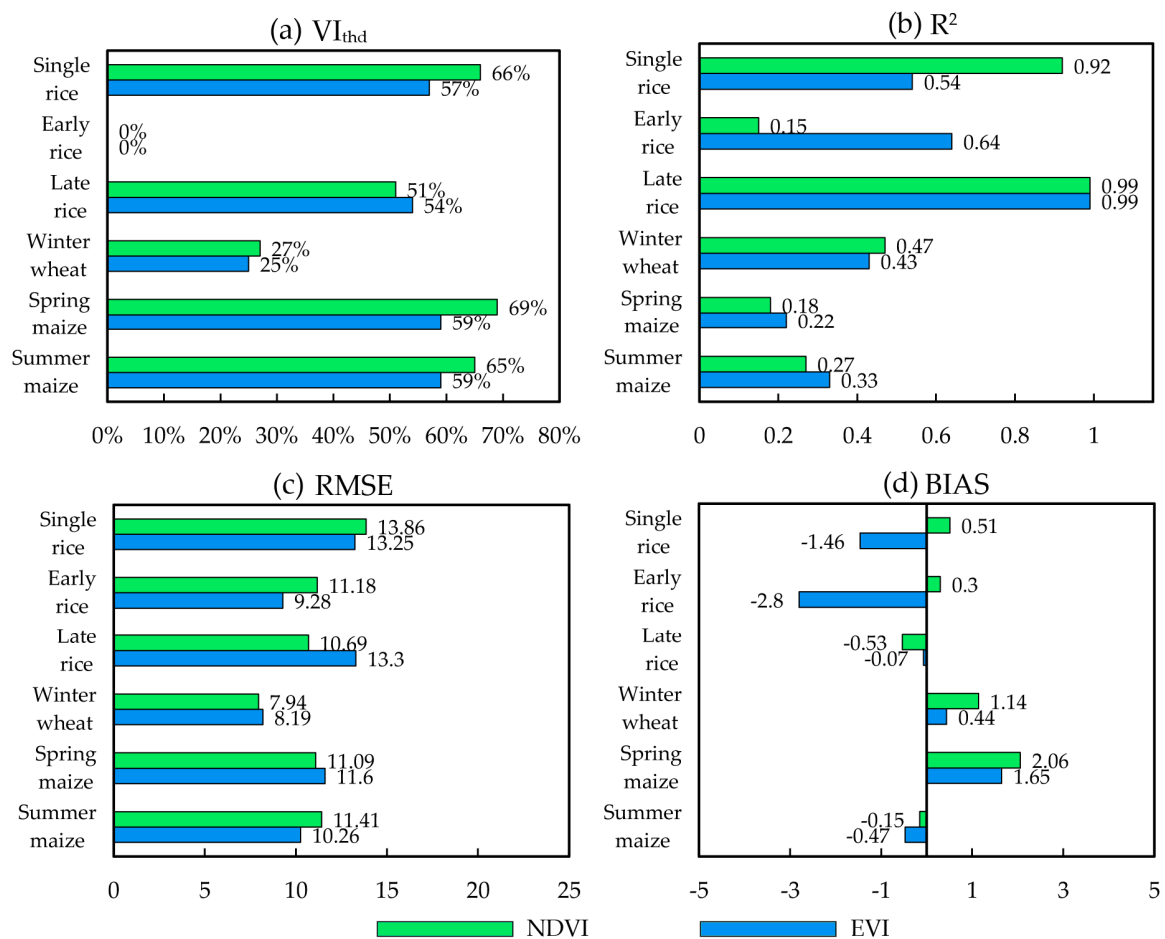 (a) VIthd
Single
rice
66%
57%
Early
rice
0%
0%
Late
rice
51%
54%
Winter
wheat
27%
25%
Spring
maize
69%
59%
Summer
maize
65%
59%
0% 10% 20% 30% 40% 50% 60% 70% 80%
(b) R²
Single
rice
0.92
0.54
Early
rice
0.15
0.64
Late
rice
0.99
0.99
Winter
wheat
0.47
0.43
Spring
maize
0.18
0.22
Summer
maize
0.27
0.33
0 0.2 0.4 0.6 0.8 1
(c) RMSE
Single
rice
13.86
13.25
Early
rice
11.18
9.28
Late
rice
10.69
13.3
Winter
wheat
7.94
8.19
Spring
maize
11.09
11.6
Summer
maize
11.41
10.26
0 5 10 15 20 25
(d) BIAS
Single
rice
0.51
-1.46
Early
rice
0.3
-2.8
Late
rice
-0.53
-0.07
Winter
wheat
1.14
0.44
Spring
maize
2.06
1.65
Summer
maize
-0.15
-0.47
-5 -3 -1 1 3 5
NDVI
EVI